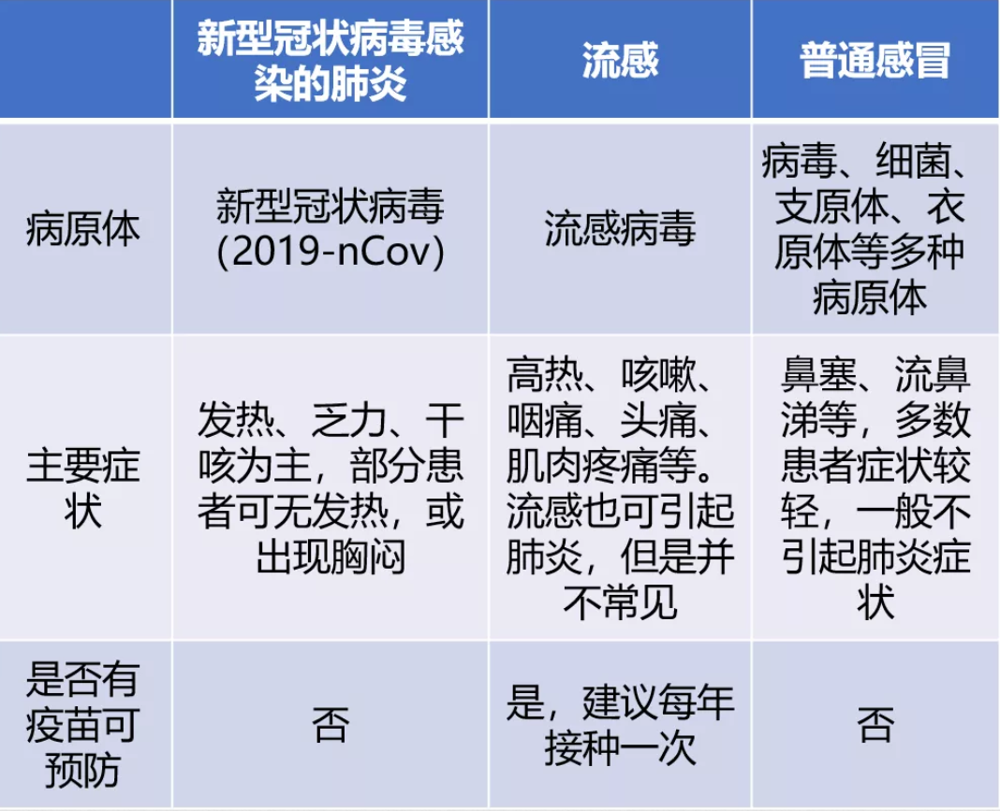 新型冠状病毒感
染的肺炎
流感
普通感冒
病原体
新型冠状病毒
（2019-nCov）
流感病毒
病毒、细菌、
支原体、衣
原体等多种
病原体
主要症
状
发热、乏力、干
咳为主，部分患
者可无发热，或
出现胸闷
高热、咳嗽、
咽痛、头痛、
肌肉疼痛等。
流感也可引起
肺炎，但是并
不常见
鼻塞、流鼻
涕等，多数
患者症状较
轻，一般不
引起肺炎症
状
是否有
疫苗可
预防
否
是，建议每年
接种一次
否